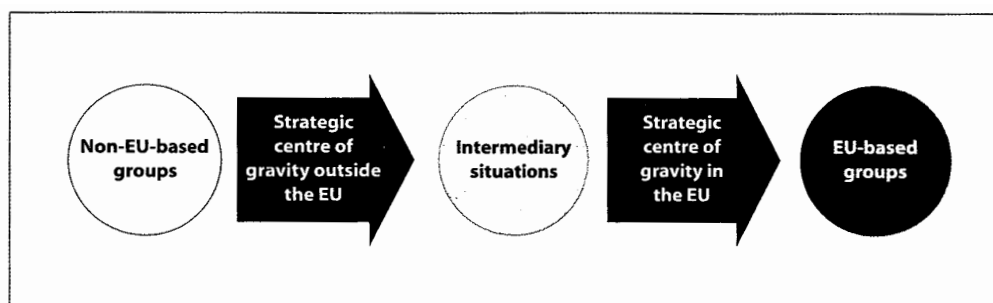 Non-EU-based
groups
Strategic
centre of
gravity outside
the EU
Intermediary
situations
Strategic
centre of
gravity in
the EU
EU-based
groups